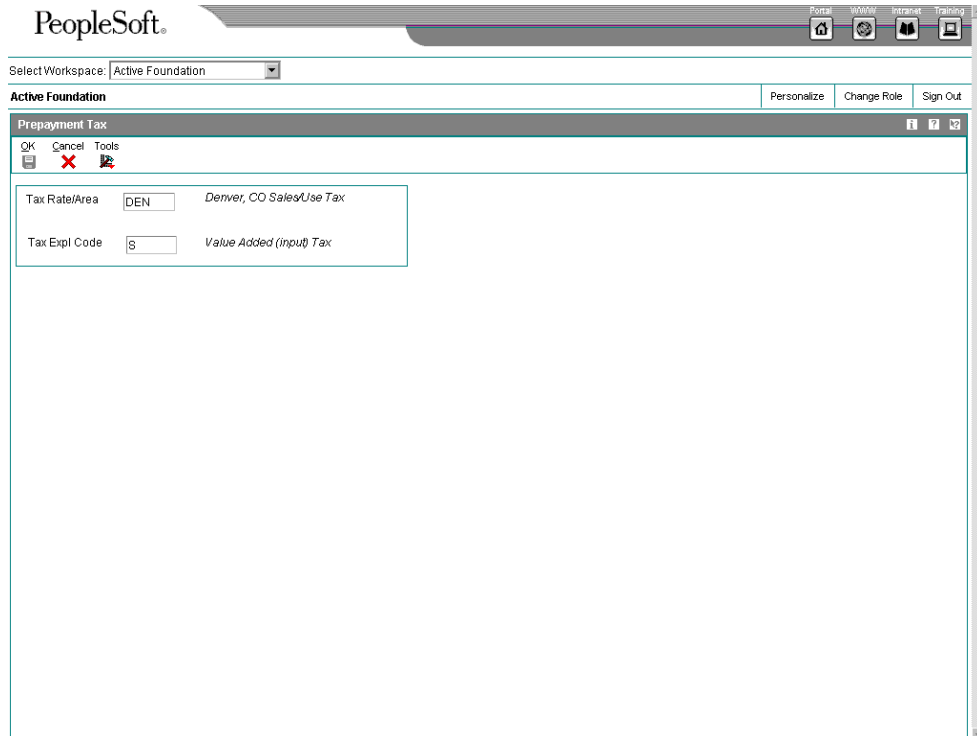 PeopleSoft®
Portal WWW Intranet Training
Select Workspace: Active Foundation
Active Foundation Personalize Change Role Sign Out
Prepayment Tax
OK Cancel Tools
Tax Rate/Area DEN Denver, CO Sales/Use Tax
Tax Expl Code S Value Added (input) Tax